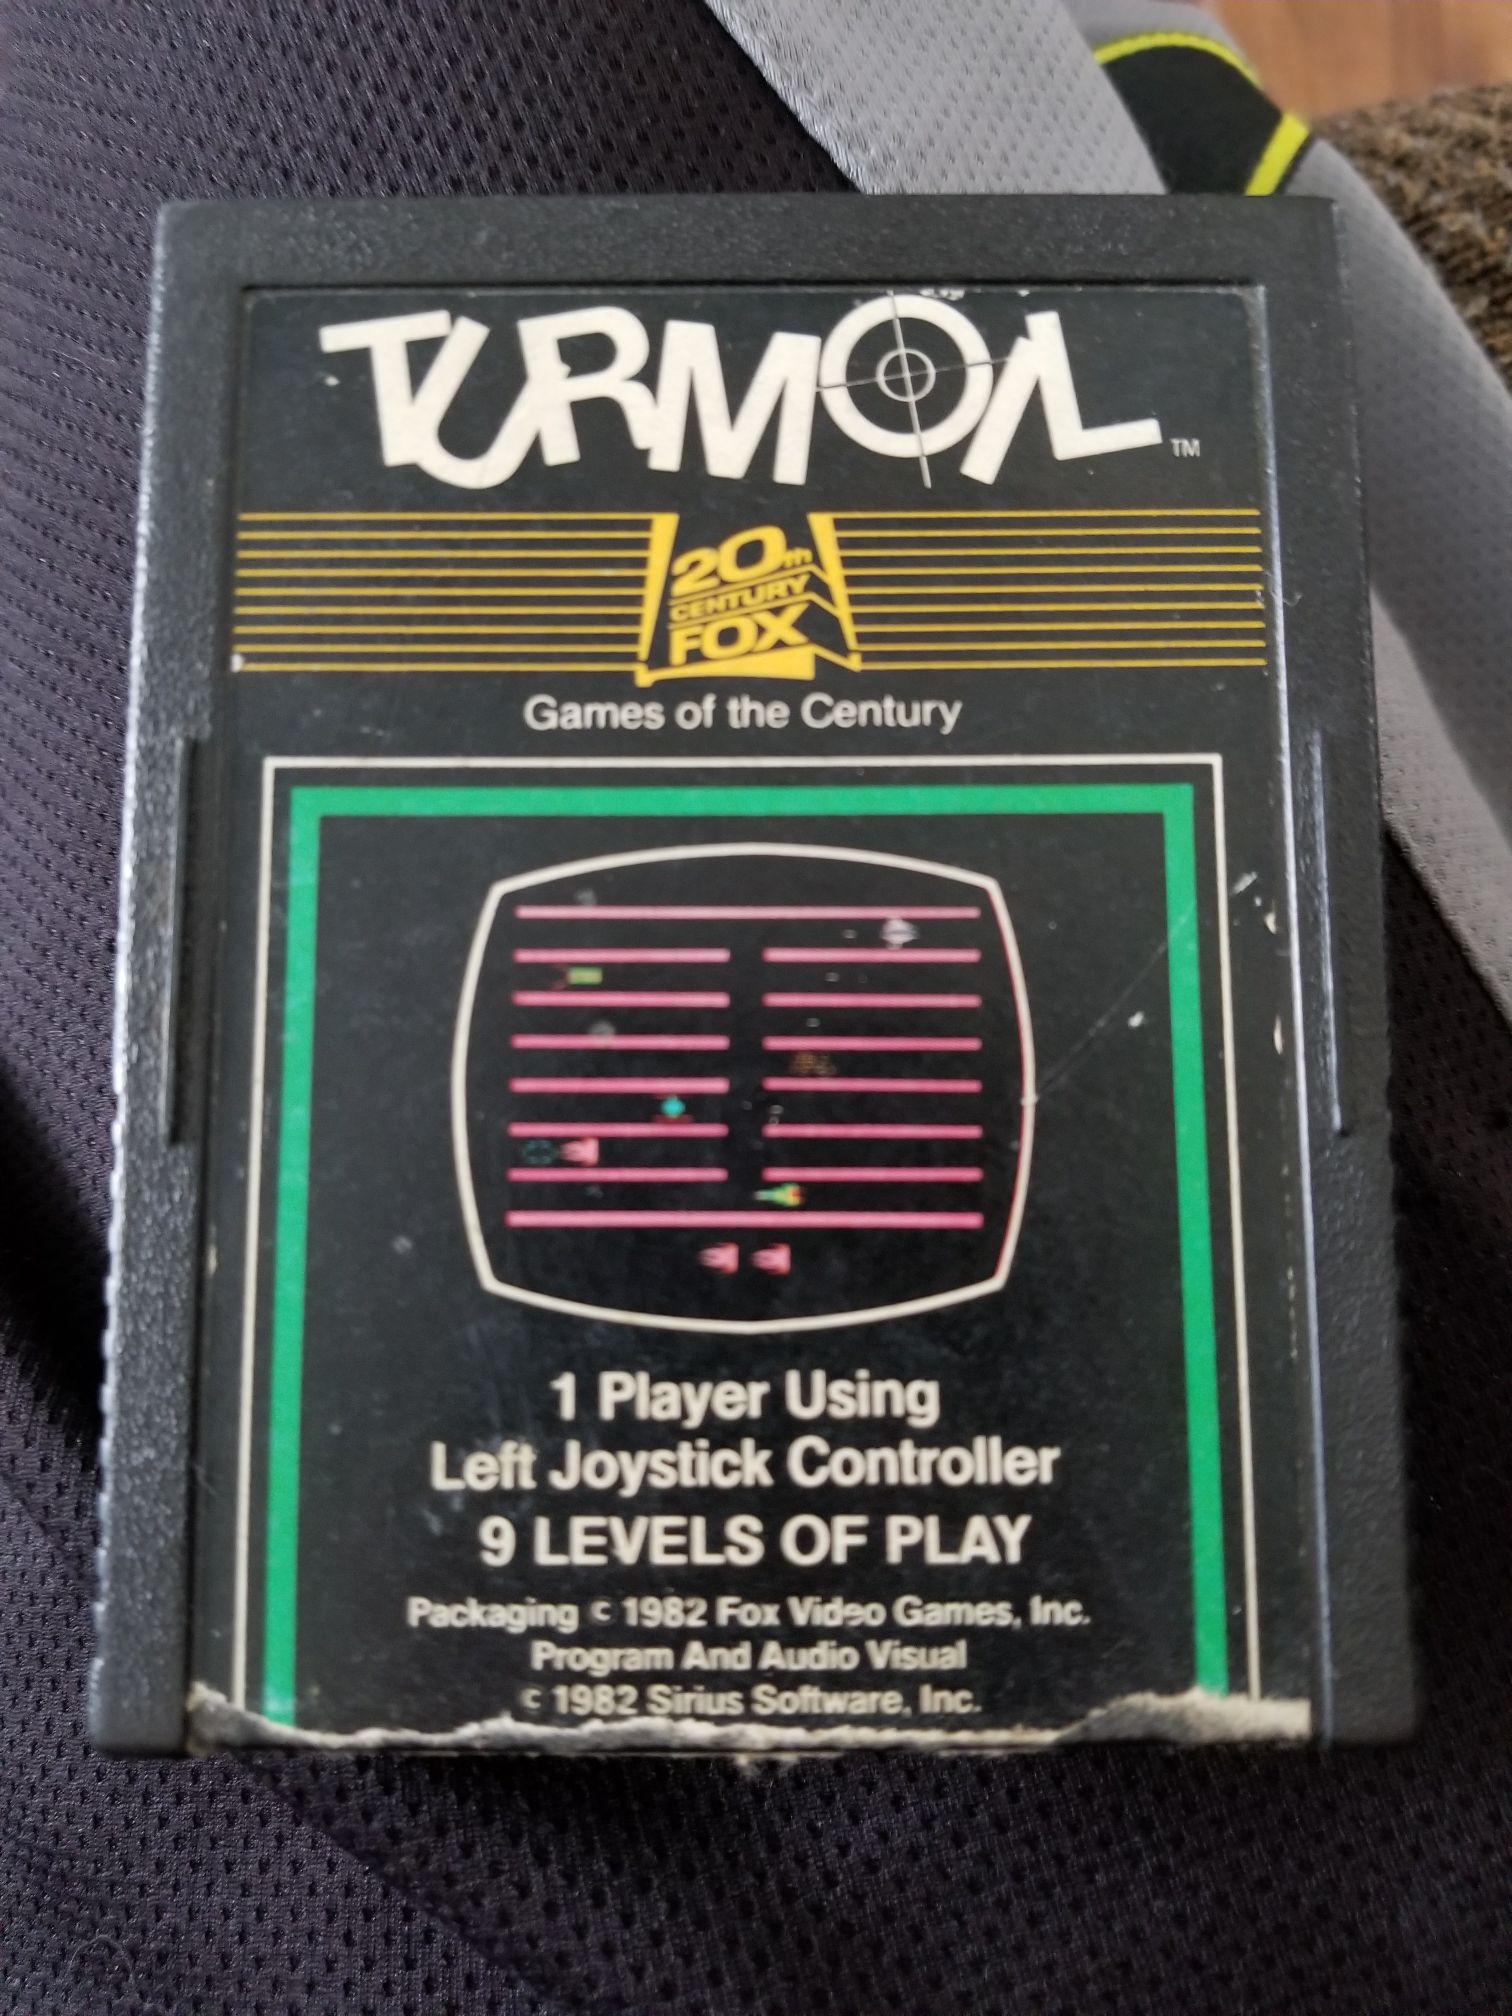 TURMOIL
TM
20th
CENTURY
FOX
Games of the Century
1 Player Using
Left Joystick Controller
9 LEVELS OF PLAY
Packaging © 1982 Fox Video Games, Inc.
Program And Audio Visual
© 1982 Sirius Software, Inc.